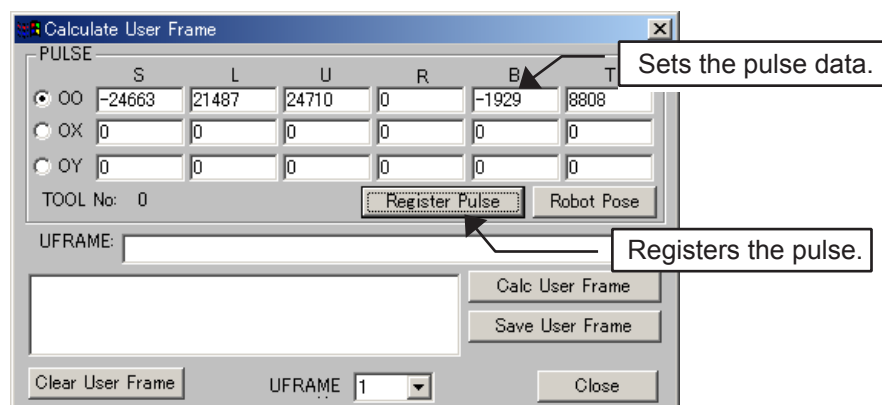 Calculate User Frame
PULSE
S L U R B T
OO -24663 21487 24710 0 -1929 8808
OX 0 0 0 0 0 0
OY 0 0 0 0 0 0
TOOL No: 0 Register Pulse Robot Pose
UFRAME:
Calc User Frame
Save User Frame
Clear User Frame UFRAME 1 Close
Sets the pulse data.
Registers the pulse.